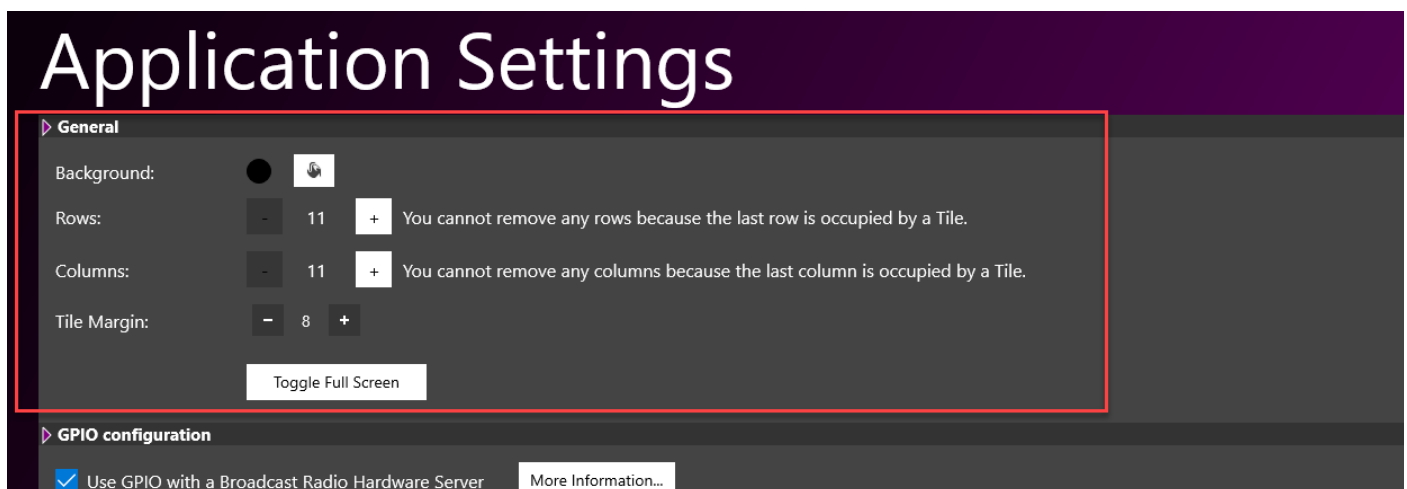 Application Settings
General
Background:
Rows: - 11 + You cannot remove any rows because the last row is occupied by a Tile.
Columns: - 11 + You cannot remove any columns because the last column is occupied by a Tile.
Tile Margin: - 8 +
Toggle Full Screen
GPIO configuration
Use GPIO with a Broadcast Radio Hardware Server More Information...